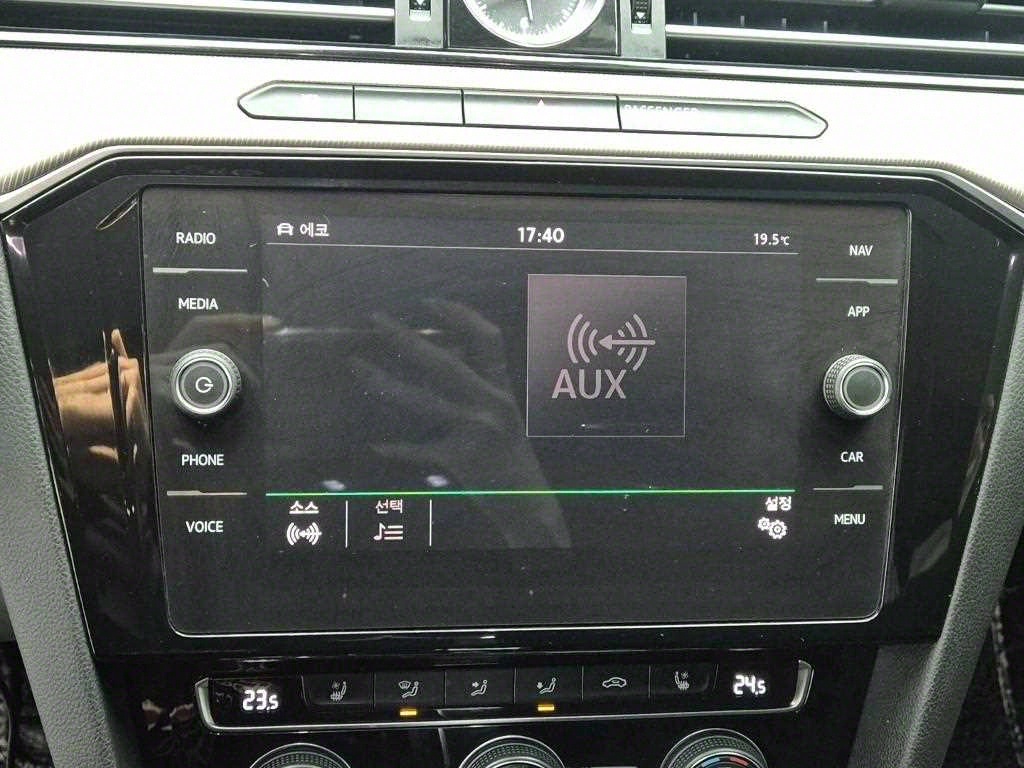 PASSENGER
RADIO
에코 17:40 19.5℃
NAV
MEDIA
APP
AUX
PHONE
CAR
소스 선택 설정
VOICE
MENU
23.5 24.5